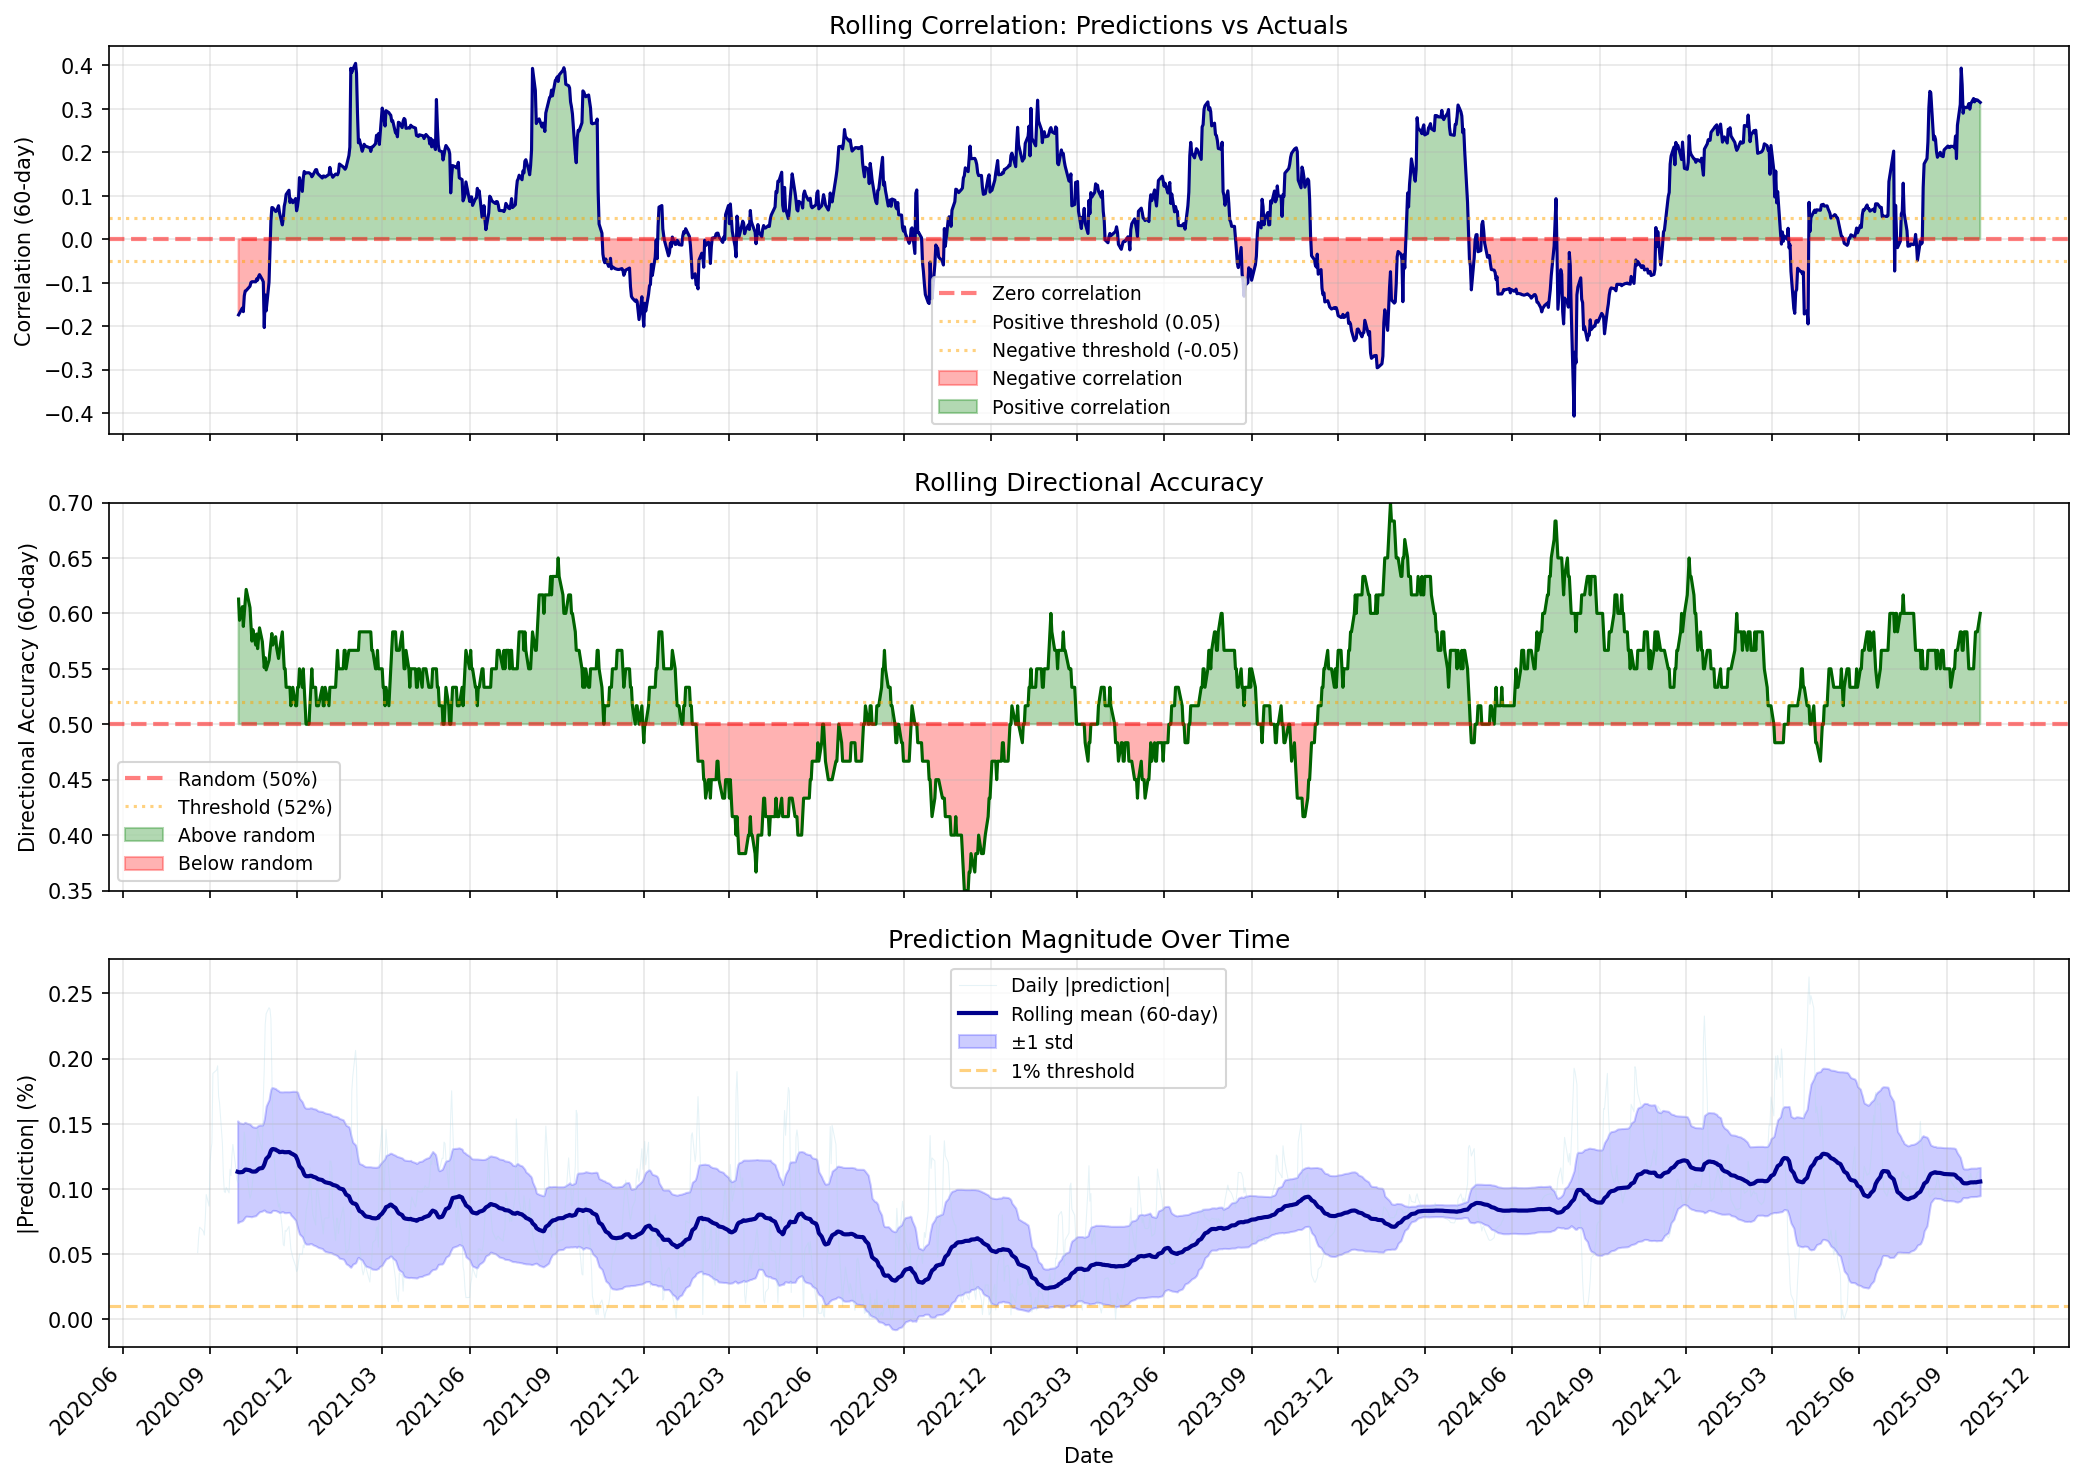 Rolling Correlation: Predictions vs Actuals
Correlation (60-day)
0.4
0.3
0.2
0.1
0.0
−0.1
−0.2
−0.3
−0.4
Zero correlation
Positive threshold (0.05)
Negative threshold (-0.05)
Negative correlation
Positive correlation
Rolling Directional Accuracy
Directional Accuracy (60-day)
0.70
0.65
0.60
0.55
0.50
0.45
0.40
0.35
Random (50%)
Threshold (52%)
Above random
Below random
Prediction Magnitude Over Time
|Prediction| (%)
0.25
0.20
0.15
0.10
0.05
0.00
Daily |prediction|
Rolling mean (60-day)
±1 std
1% threshold
2020-06
2020-09
2020-12
2021-03
2021-06
2021-09
2021-12
2022-03
2022-06
2022-09
2022-12
2023-03
2023-06
2023-09
2023-12
2024-03
2024-06
2024-09
2024-12
2025-03
2025-06
2025-09
2025-12
Date